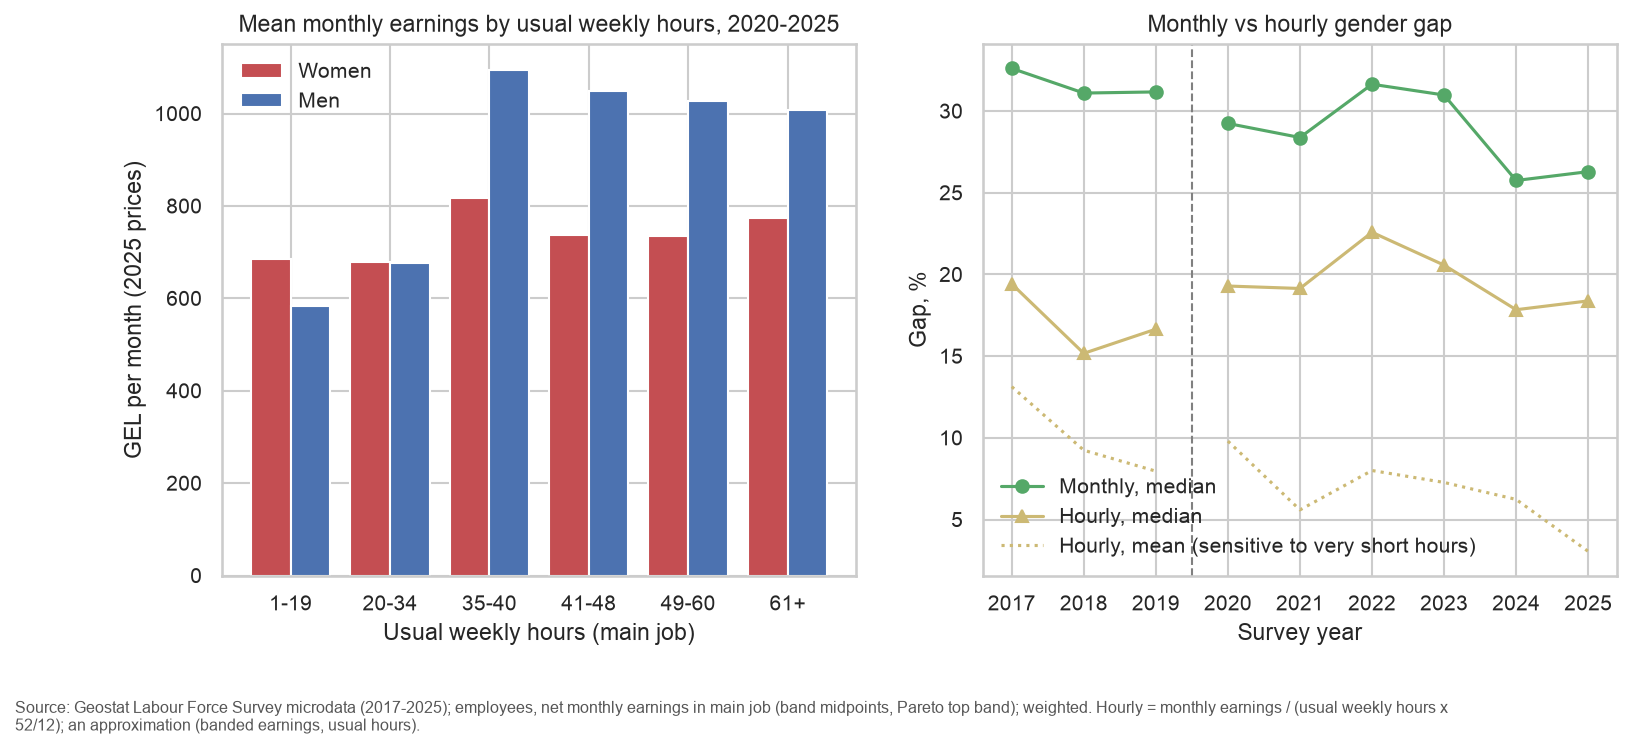 Mean monthly earnings by usual weekly hours, 2020-2025
Women
Men
GEL per month (2025 prices)
1000
800
600
400
200
0
1-19 20-34 35-40 41-48 49-60 61+
Usual weekly hours (main job)
Monthly vs hourly gender gap
Gap, %
30
25
20
15
10
5
Monthly, median
Hourly, median
Hourly, mean (sensitive to very short hours)
2017 2018 2019 2020 2021 2022 2023 2024 2025
Survey year
Source: Geostat Labour Force Survey microdata (2017-2025); employees, net monthly earnings in main job (band midpoints, Pareto top band); weighted. Hourly = monthly earnings / (usual weekly hours x
52/12); an approximation (banded earnings, usual hours).